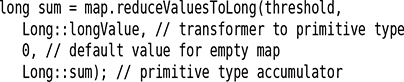 long sum = map.reduceValuesToLong(threshold,
Long::longValue, // transformer to primitive type
0, // default value for empty map
Long::sum); // primitive type accumulator